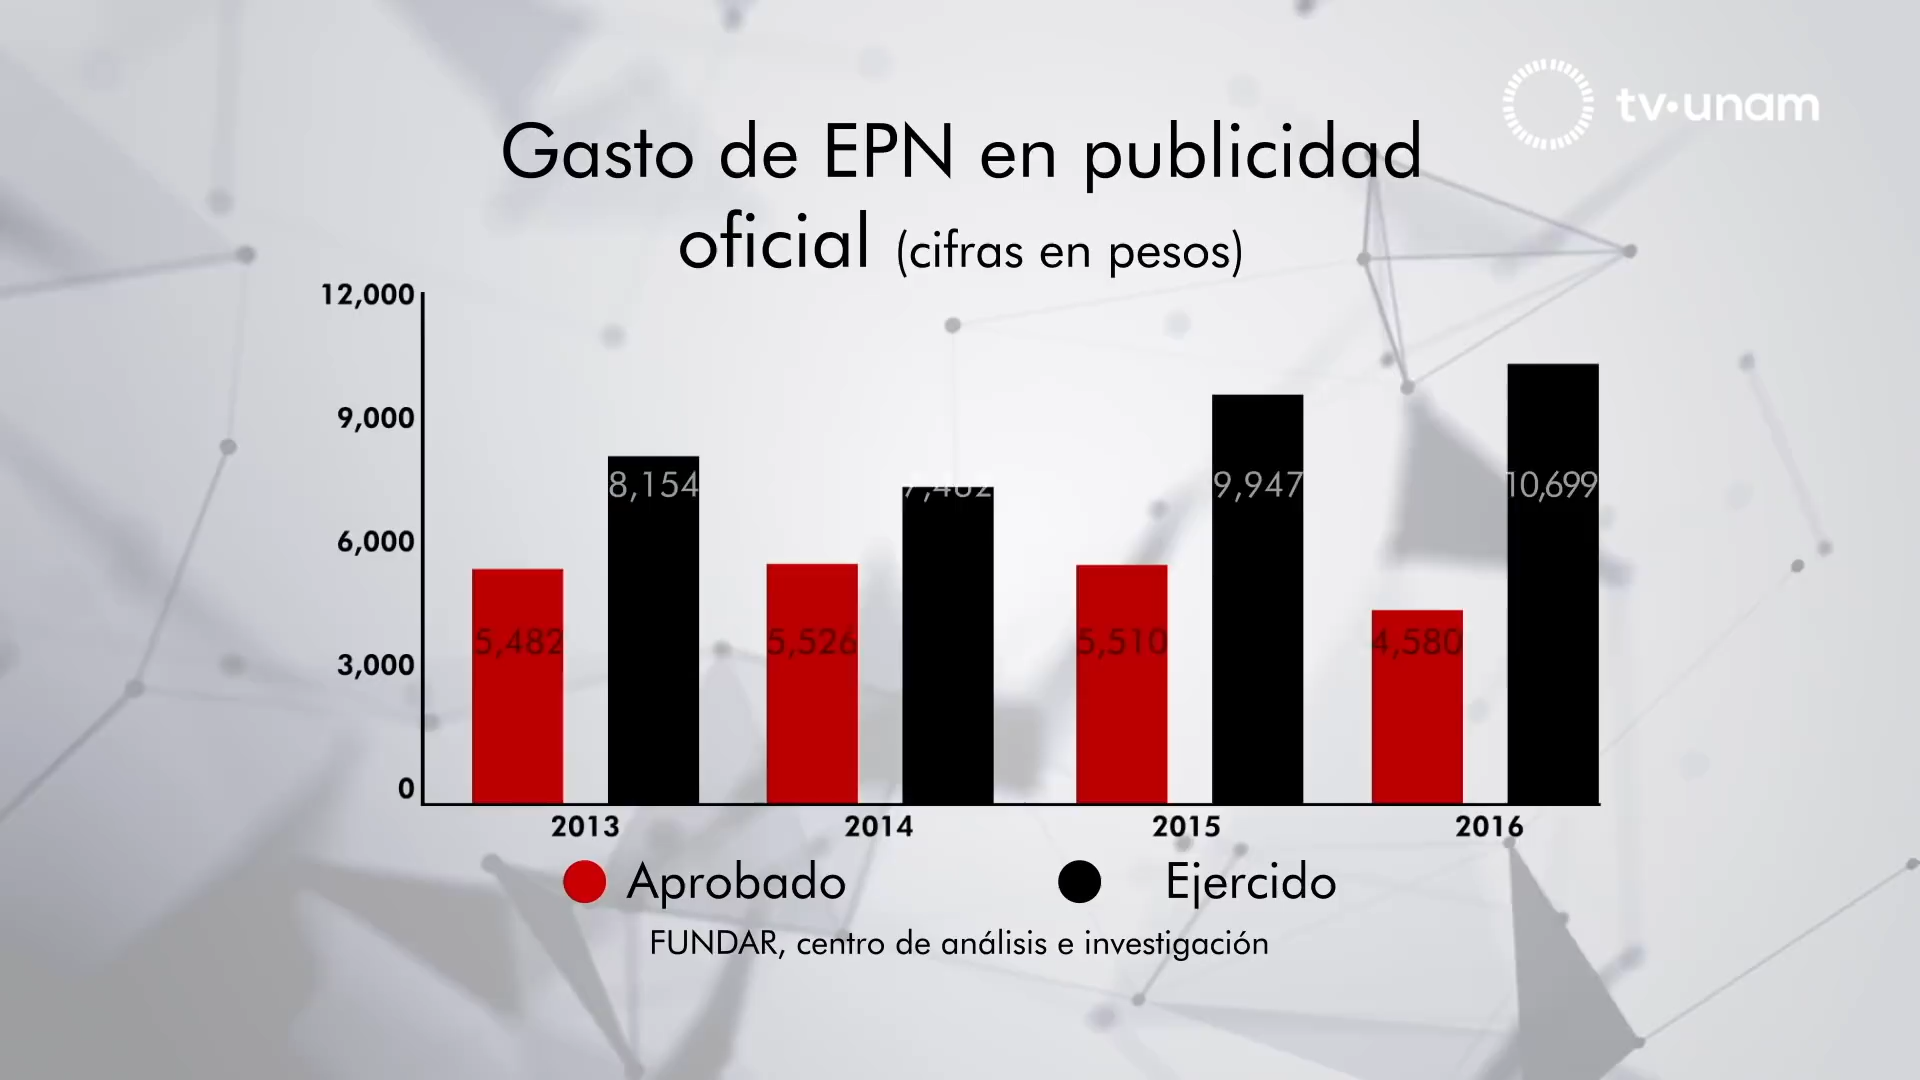 tv·unam
Gasto de EPN en publicidad
oficial (cifras en pesos)
12,000
9,000
6,000
3,000
0
8,154
9,947
10,699
5,482
5,526
5,510
4,580
2013
2014
2015
2016
Aprobado
Ejercido
FUNDAR, centro de análisis e investigación